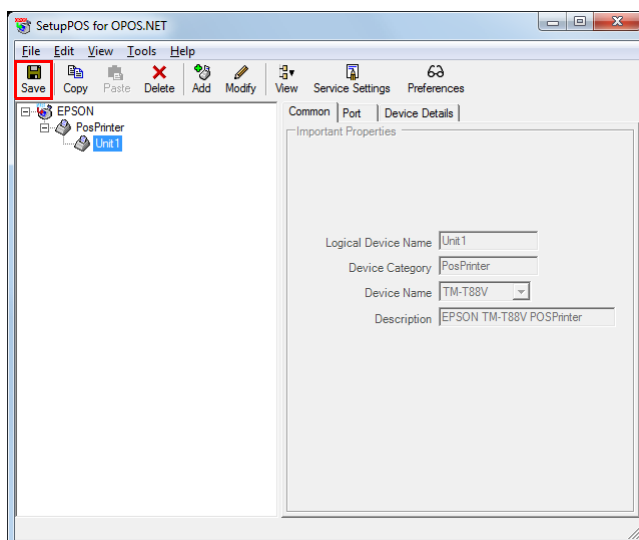 SetupPOS for OPOS.NET
File Edit View Tools Help
Save Copy Paste Delete Add Modify View Service Settings Preferences
EPSON
PosPrinter
Unit1
Common Port Device Details
Important Properties
Logical Device Name Unit1
Device Category PosPrinter
Device Name TM-T88V
Description EPSON TM-T88V POSPrinter